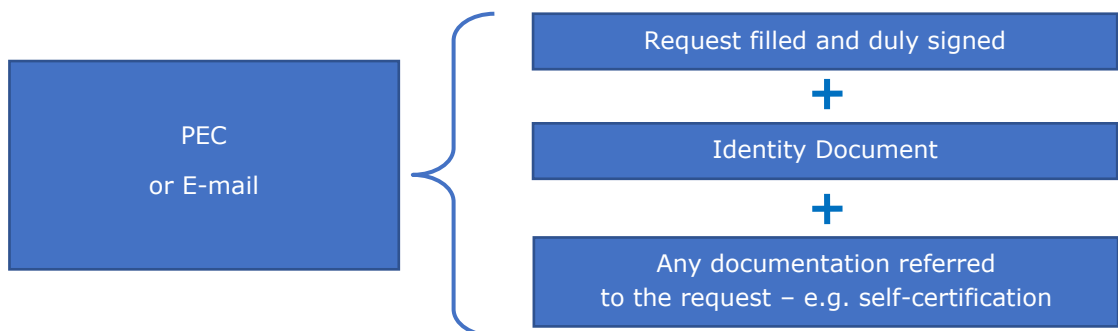 PEC
or E-mail
Request filled and duly signed
+
Identity Document
+
Any documentation referred
to the request – e.g. self-certification